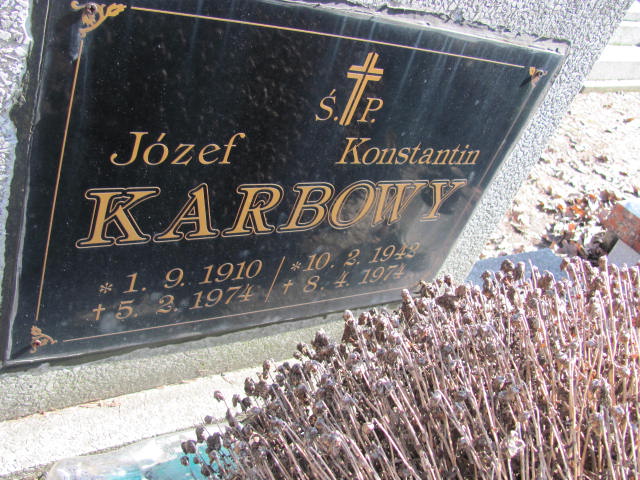 Ś. P.
Józef Konstantin
KARBOWY
* 1. 9. 1910 / * 10. 2. 1942
✝ 5. 2. 1974 / ✝ 8. 4. 1974